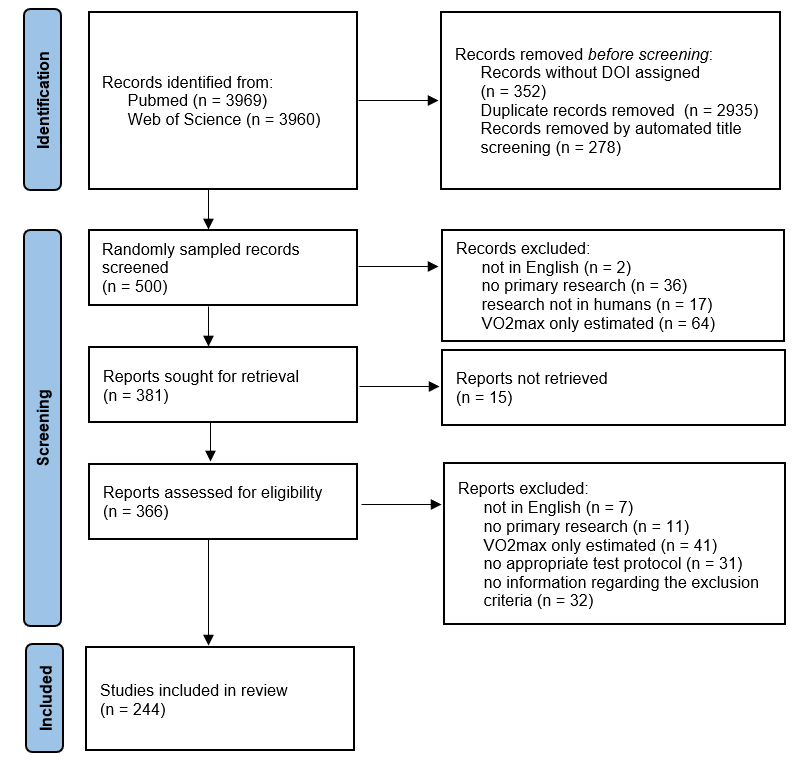 Identification
Records identified from:
Pubmed (n = 3969)
Web of Science (n = 3960)
Records removed before screening:
Records without DOI assigned
(n = 352)
Duplicate records removed  (n = 2935)
Records removed by automated title
screening (n = 278)
Screening
Randomly sampled records
screened
(n = 500)
Records excluded:
not in English (n = 2)
no primary research (n = 36)
research not in humans (n = 17)
VO2max only estimated (n = 64)
Reports sought for retrieval
(n = 381)
Reports not retrieved
(n = 15)
Reports assessed for eligibility
(n = 366)
Reports excluded:
not in English (n = 7)
no primary research (n = 11)
VO2max only estimated (n = 41)
no appropriate test protocol (n = 31)
no information regarding the exclusion
criteria (n = 32)
Included
Studies included in review
(n = 244)